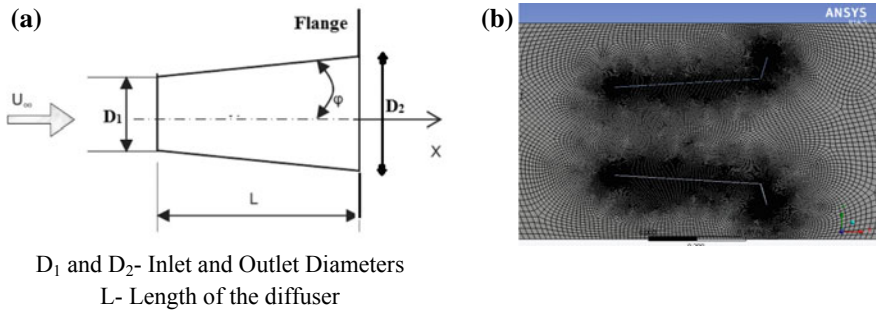 (a)
Flange
U∞
D₁
φ
D₂
X
L
D₁ and D₂- Inlet and Outlet Diameters
L- Length of the diffuser
(b)
ANSYS